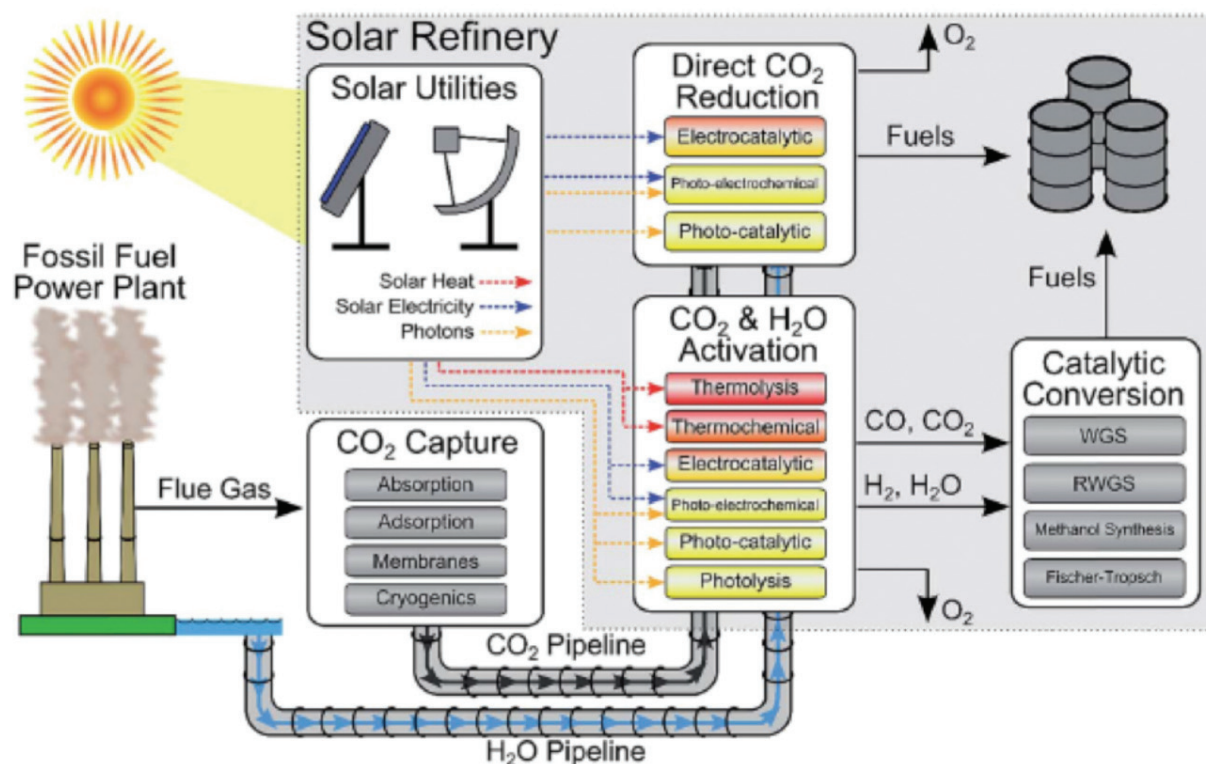 Solar Refinery
Solar Utilities
Solar Heat
Solar Electricity
Photons
Direct CO₂
Reduction
Electrocatalytic
Photo-electrochemical
Photo-catalytic
O₂
Fuels
Fossil Fuel
Power Plant
Flue Gas
CO₂ Capture
Absorption
Adsorption
Membranes
Cryogenics
CO₂ & H₂O
Activation
Thermolysis
Thermochemical
Electrocatalytic
Photo-electrochemical
Photo-catalytic
Photolysis
CO, CO₂
H₂, H₂O
O₂
Fuels
Catalytic
Conversion
WGS
RWGS
Methanol Synthesis
Fischer-Tropsch
CO₂ Pipeline
H₂O Pipeline